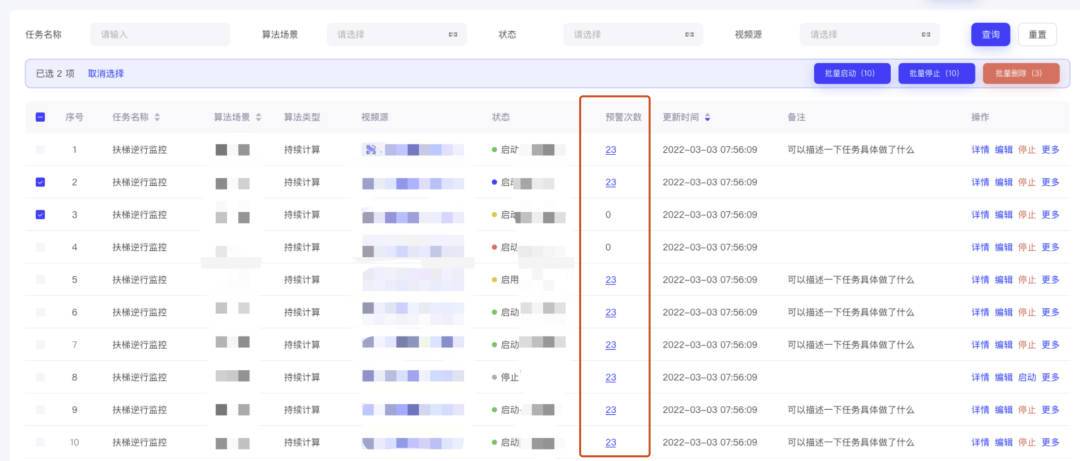 任务名称 请输入 算法场景 请选择 状态 请选择 视频源 请选择 查询 重置
已选 2 项 取消选择 批量启动（10） 批量停止（10） 批量删除（3）
序号 任务名称 算法场景 算法类型 视频源 状态 预警次数 更新时间 备注 操作
1 扶梯逆行监控 持续计算 启动 23 2022-03-03 07:56:09 可以描述一下任务具体做了什么 详情 编辑 停止 更多
2 扶梯逆行监控 持续计算 23 2022-03-03 07:56:09 详情 编辑 停止 更多
3 扶梯逆行监控 持续计算 启动 0 2022-03-03 07:56:09 详情 编辑 停止 更多
4 扶梯逆行监控 持续计算 启动 0 2022-03-03 07:56:09 详情 编辑 停止 更多
5 扶梯逆行监控 持续计算 启用 23 2022-03-03 07:56:09 可以描述一下任务具体做了什么 详情 编辑 停止 更多
6 扶梯逆行监控 持续计算 启动 23 2022-03-03 07:56:09 可以描述一下任务具体做了什么 详情 编辑 停止 更多
7 扶梯逆行监控 持续计算 启动 23 2022-03-03 07:56:09 可以描述一下任务具体做了什么 详情 编辑 停止 更多
8 扶梯逆行监控 持续计算 停止 23 2022-03-03 07:56:09 详情 编辑 启动 更多
9 扶梯逆行监控 持续计算 启动 23 2022-03-03 07:56:09 可以描述一下任务具体做了什么 详情 编辑 停止 更多
10 扶梯逆行监控 持续计算 启动 23 2022-03-03 07:56:09 可以描述一下任务具体做了什么 详情 编辑 停止 更多